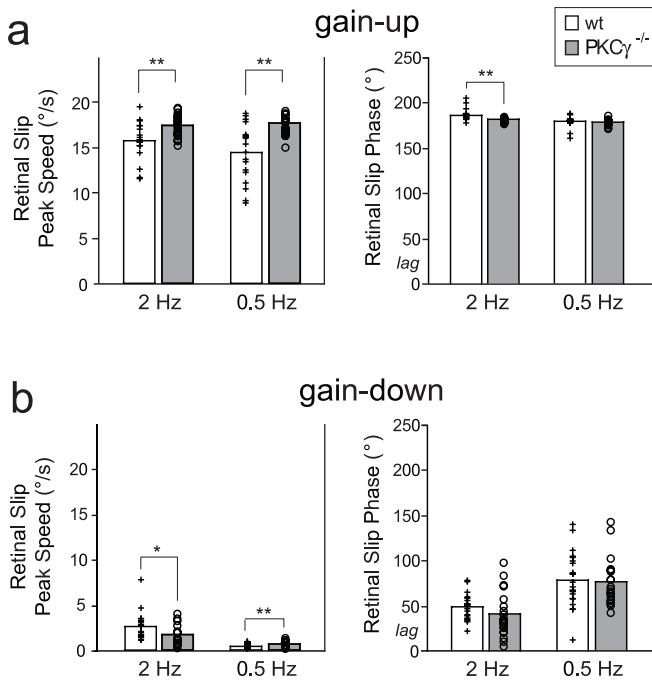 a
gain-up
wt
PKCγ -/-
Retinal Slip
Peak Speed (°/s)
20
15
10
5
0
**
**
2 Hz
0.5 Hz
Retinal Slip Phase (°)
250
200
150
100
50
lag
0
**
2 Hz
0.5 Hz
b
gain-down
Retinal Slip
Peak Speed (°/s)
20
15
10
5
0
*
**
2 Hz
0.5 Hz
Retinal Slip Phase (°)
250
200
150
100
50
lag
0
2 Hz
0.5 Hz